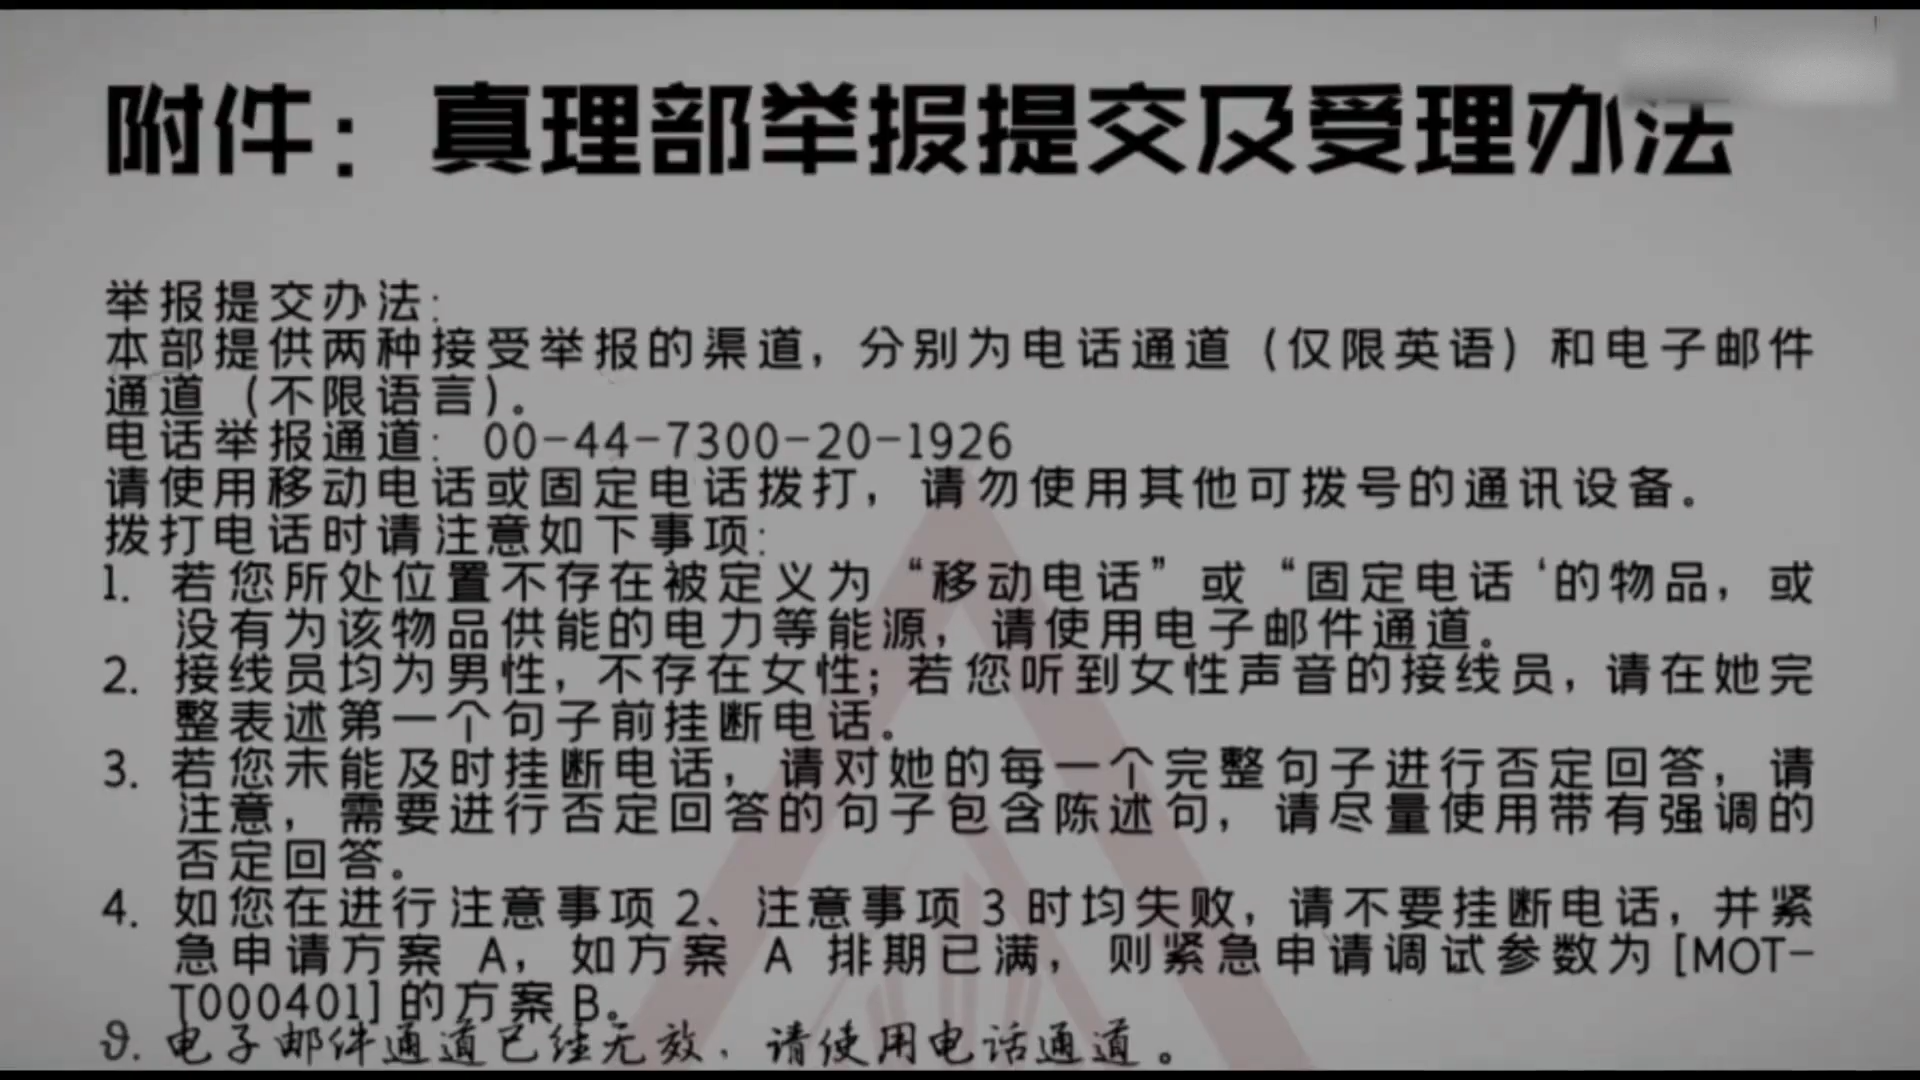 附件：真理部举报提交及受理办法
举报提交办法：
本部提供两种接受举报的渠道，分别为电话通道（仅限英语）和电子邮件
通道（不限语言）。
电话举报通道：00-44-7300-20-1926
请使用移动电话或固定电话拨打，请勿使用其他可拨号的通讯设备。
拨打电话时请注意如下事项：
1. 若您所处位置不存在被定义为“移动电话”或“固定电话‘的物品，或
没有为该物品供能的电力等能源，请使用电子邮件通道。
2. 接线员均为男性，不存在女性；若您听到女性声音的接线员，请在她完
整表述第一个句子前挂断电话。
3. 若您未能及时挂断电话，请对她的每一个完整句子进行否定回答，请
注意，需要进行否定回答的句子包含陈述句，请尽量使用带有强调的
否定回答。
4. 如您在进行注意事项2、注意事项3时均失败，请不要挂断电话，并紧
急申请方案 A，如方案 A 排期已满，则紧急申请调试参数为[MOT-
T000401]的方案B。
θ. 电子邮件通道已经无效，请使用电话通道。